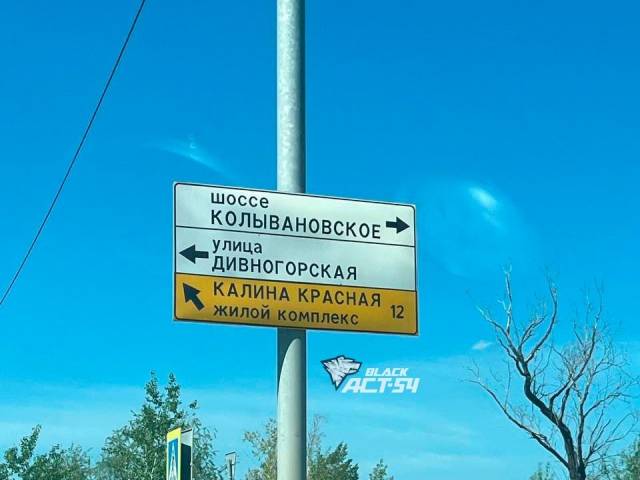 шоссе
КОЛЫВАНОВСКОЕ
улица
ДИВНОГОРСКАЯ
КАЛИНА КРАСНАЯ
жилой комплекс 12
BLACK
ACT-54